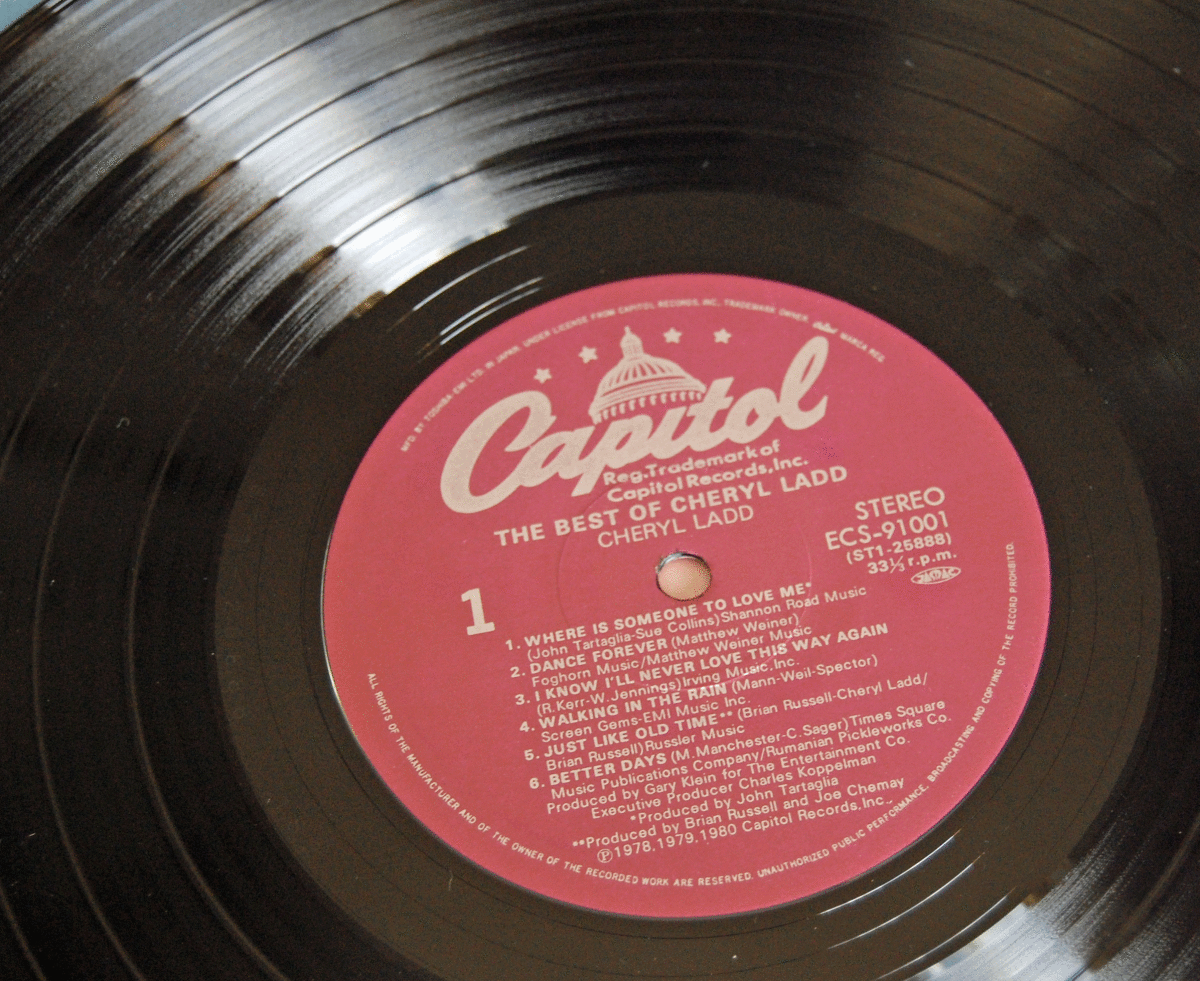 MFD. BY TOSHIBA-EMI LTD. IN JAPAN. UNDER LICENSE FROM CAPITOL RECORDS, INC., TRADEMARK OWNER. Capitol MARCA REG.
Capitol
Reg. Trademark of
Capitol Records, Inc.
THE BEST OF CHERYL LADD
CHERYL LADD
STEREO
ECS-91001
(ST1-25888)
33⅓ r.p.m.
JASRAC
1
1. WHERE IS SOMEONE TO LOVE ME*
(John Tartaglia-Sue Collins)Shannon Road Music
2. DANCE FOREVER (Matthew Weiner)
Foghorn Music/Matthew Weiner Music
3. I KNOW I'LL NEVER LOVE THIS WAY AGAIN
(R.Kerr-W.Jennings)Irving Music,Inc.
4. WALKING IN THE RAIN (Mann-Weil-Spector)
Screen Gems-EMI Music Inc.
5. JUST LIKE OLD TIME** (Brian Russell-Cheryl Ladd/
Brian Russell)Russler Music
6. BETTER DAYS (M.Manchester-C.Sager)Times Square
Music Publications Company/Rumanian Pickleworks Co.
Produced by Gary Klein for The Entertainment Co.
Executive Producer Charles Koppelman
*Produced by John Tartaglia
**Produced by Brian Russell and Joe Chemay
Ⓟ1978,1979,1980 Capitol Records,Inc.,
ALL RIGHTS OF THE MANUFACTURER AND OF THE OWNER OF THE RECORDED WORK ARE RESERVED. UNAUTHORIZED PUBLIC PERFORMANCE, BROADCASTING AND COPYING OF THE RECORD PROHIBITED.